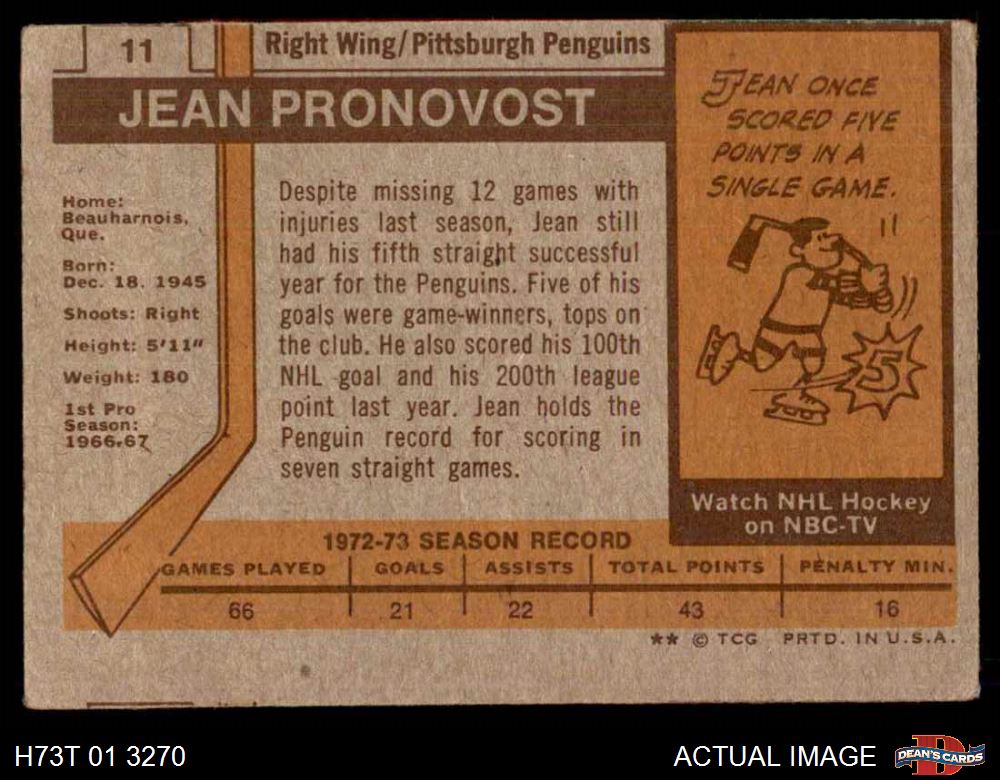 11
Right Wing/Pittsburgh Penguins
JEAN PRONOVOST
Home:
Beauharnois,
Que.
Born:
Dec. 18. 1945
Shoots: Right
Height: 5'11"
Weight: 180
1st Pro
Season:
1966-67
Despite missing 12 games with
injuries last season, Jean still
had his fifth straight successful
year for the Penguins. Five of his
goals were game-winners, tops on
the club. He also scored his 100th
NHL goal and his 200th league
point last year. Jean holds the
Penguin record for scoring in
seven straight games.
JEAN ONCE
SCORED FIVE
POINTS IN A
SINGLE GAME.
5
Watch NHL Hockey
on NBC-TV
1972-73 SEASON RECORD
GAMES PLAYED GOALS ASSISTS TOTAL POINTS PENALTY MIN.
66 21 22 43 16
** © TCG PRTD. IN U.S.A.
H73T 01 3270
ACTUAL IMAGE
D
DEAN'S CARDS